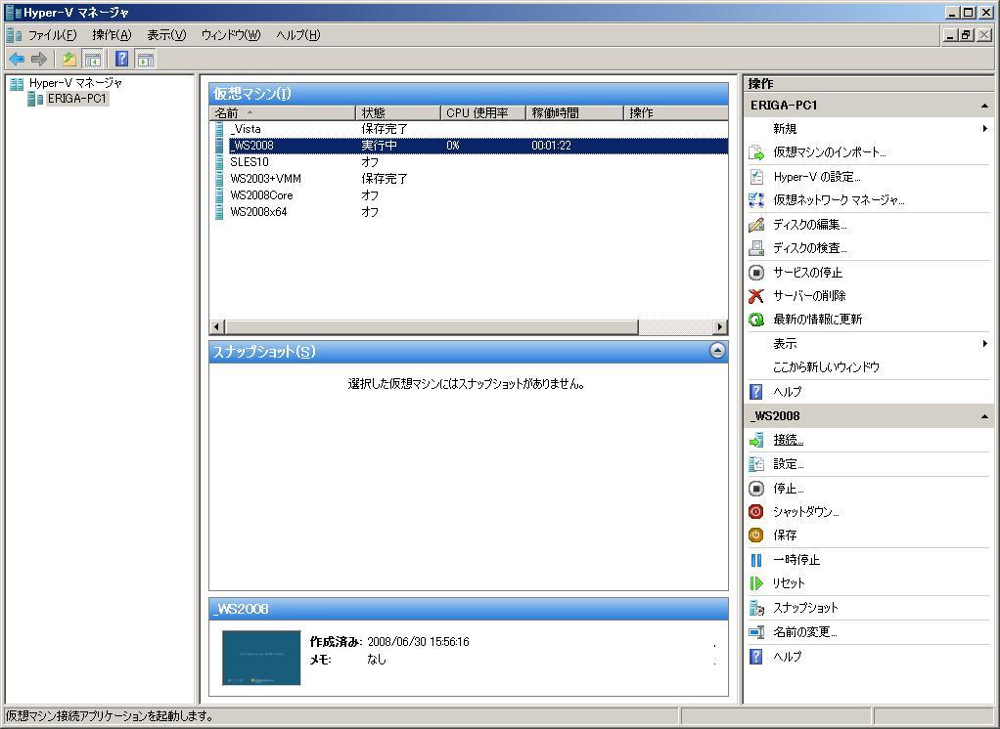 Hyper-V マネージャ
ファイル(F) 操作(A) 表示(V) ウィンドウ(W) ヘルプ(H)
Hyper-V マネージャ
ERIGA-PC1
仮想マシン(I)
名前 状態 CPU 使用率 稼働時間 操作
_Vista 保存完了
_WS2008 実行中 0% 00:01:22
SLES10 オフ
WS2003+VMM 保存完了
WS2008Core オフ
WS2008x64 オフ
スナップショット(S)
選択した仮想マシンにはスナップショットがありません。
_WS2008
作成済み: 2008/06/30 15:56:16
メモ: なし
操作
ERIGA-PC1
新規
仮想マシンのインポート...
Hyper-V の設定...
仮想ネットワーク マネージャ...
ディスクの編集...
ディスクの検査...
サービスの停止
サーバーの削除
最新の情報に更新
表示
ここから新しいウィンドウ
ヘルプ
_WS2008
接続...
設定...
停止...
シャットダウン...
保存
一時停止
リセット
スナップショット
名前の変更...
ヘルプ
仮想マシン接続アプリケーションを起動します。